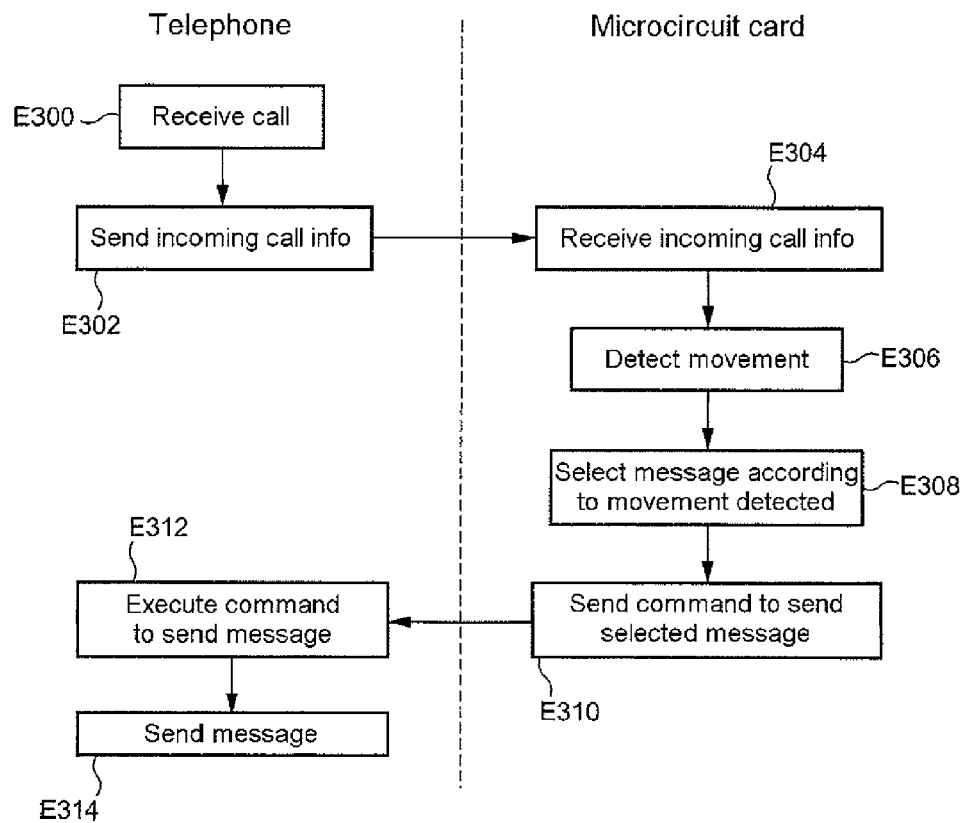 Telephone
Microcircuit card
E300
Receive call
E304
Send incoming call info
Receive incoming call info
E302
Detect movement
E306
Select message according
to movement detected
E308
E312
Execute command
to send message
Send command to send
selected message
E310
Send message
E314